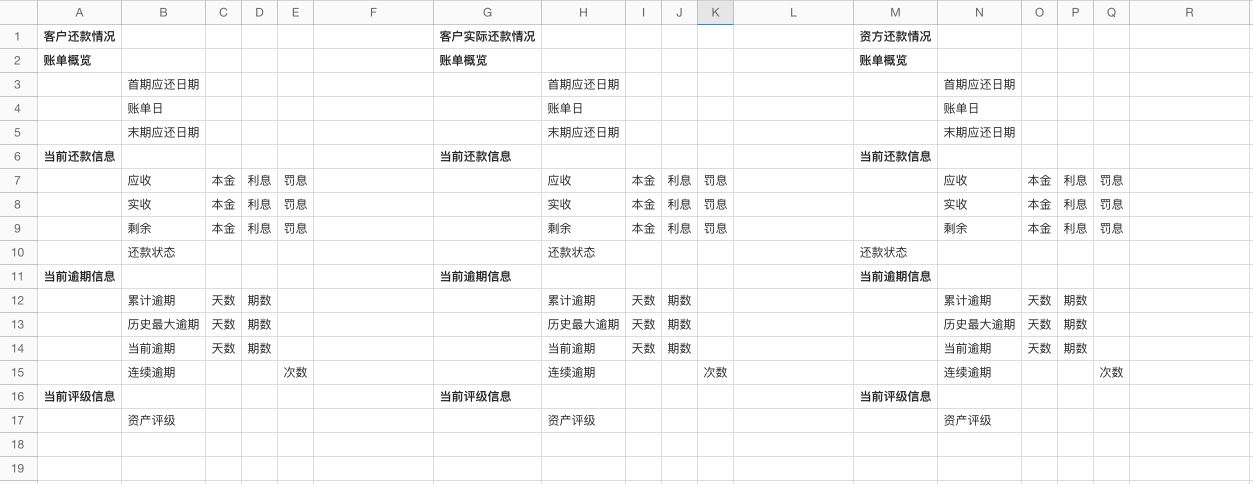 A B C D E F G H I J K L M N O P Q R
1 客户还款情况 客户实际还款情况 资方还款情况
2 账单概览 账单概览 账单概览
3 首期应还日期 首期应还日期 首期应还日期
4 账单日 账单日 账单日
5 末期应还日期 末期应还日期 末期应还日期
6 当前还款信息 当前还款信息 当前还款信息
7 应收 本金 利息 罚息 应收 本金 利息 罚息 应收 本金 利息 罚息
8 实收 本金 利息 罚息 实收 本金 利息 罚息 实收 本金 利息 罚息
9 剩余 本金 利息 罚息 剩余 本金 利息 罚息 剩余 本金 利息 罚息
10 还款状态 还款状态 还款状态
11 当前逾期信息 当前逾期信息 当前逾期信息
12 累计逾期 天数 期数 累计逾期 天数 期数 累计逾期 天数 期数
13 历史最大逾期 天数 期数 历史最大逾期 天数 期数 历史最大逾期 天数 期数
14 当前逾期 天数 期数 当前逾期 天数 期数 当前逾期 天数 期数
15 连续逾期 次数 连续逾期 次数 连续逾期 次数
16 当前评级信息 当前评级信息 当前评级信息
17 资产评级 资产评级 资产评级
18
19